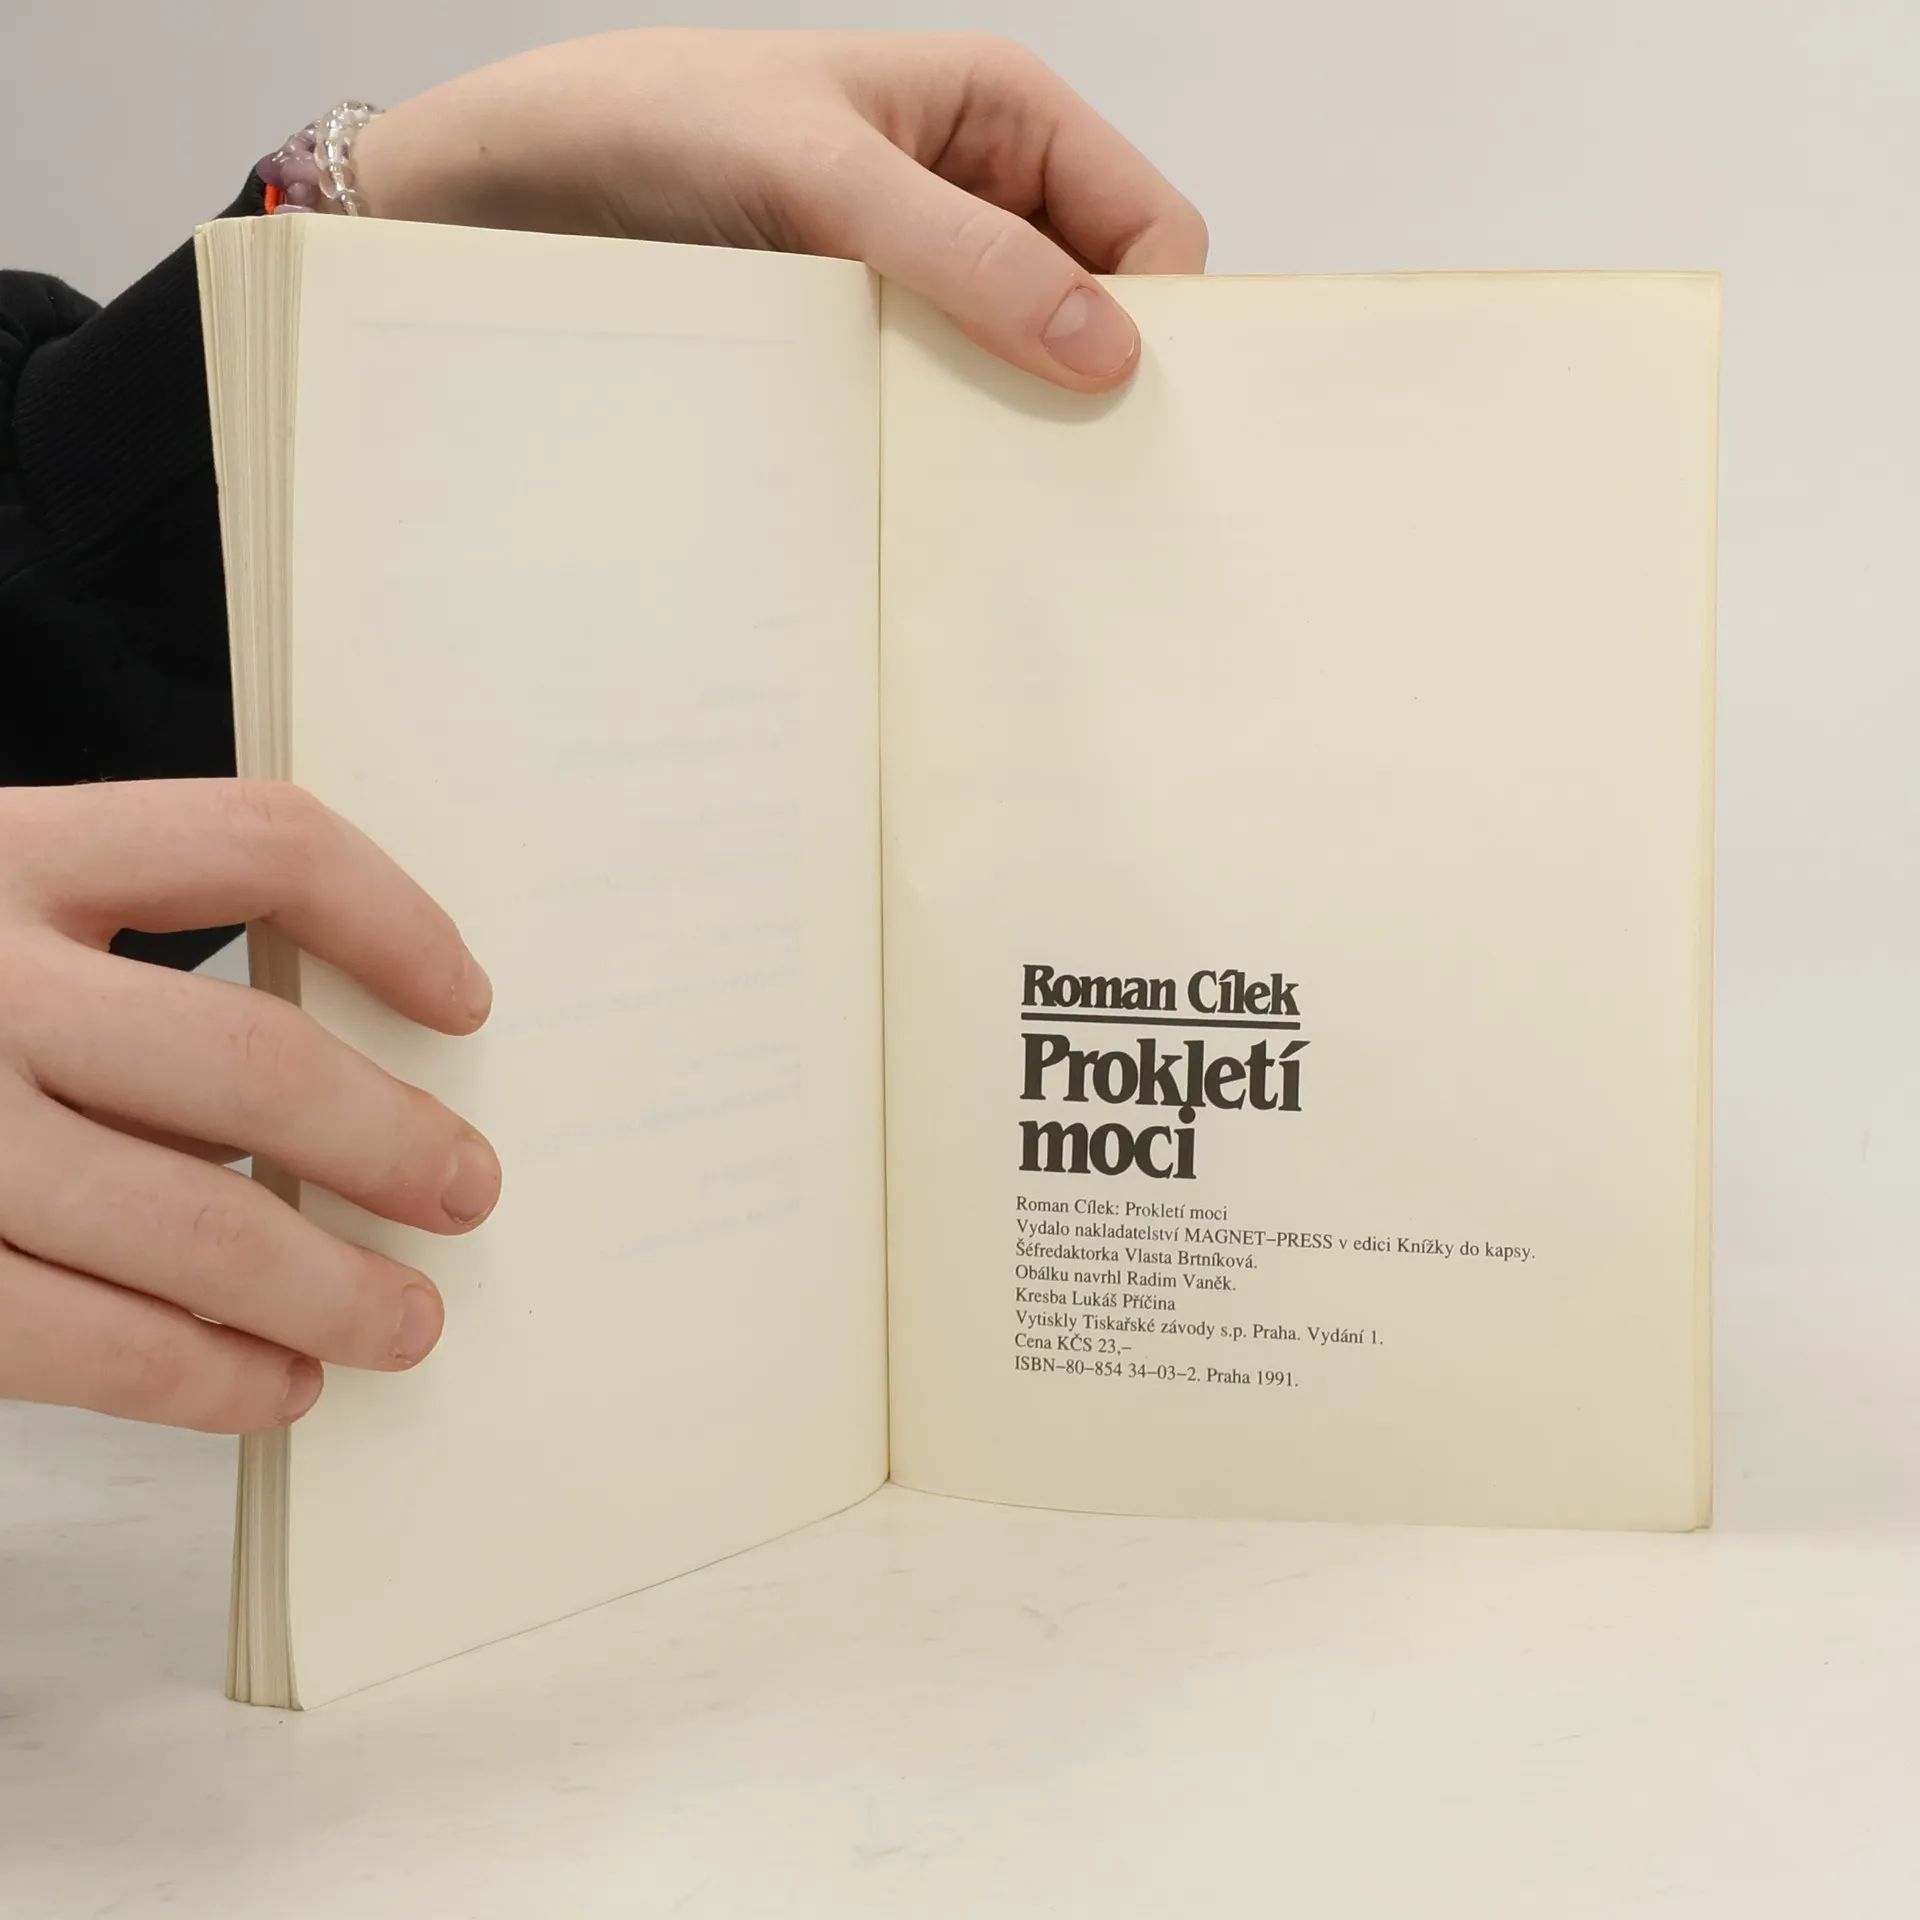 Roman Cílek
Prokletí
moci
Roman Cílek: Prokletí moci
Vydalo nakladatelství MAGNET–PRESS v edici Knížky do kapsy.
Šéfredaktorka Vlasta Brtníková.
Obálku navrhl Radim Vaněk.
Kresba Lukáš Příčina
Vytiskly Tiskařské závody s.p. Praha. Vydání 1.
Cena KČS 23,–
ISBN–80–854 34–03–2. Praha 1991.